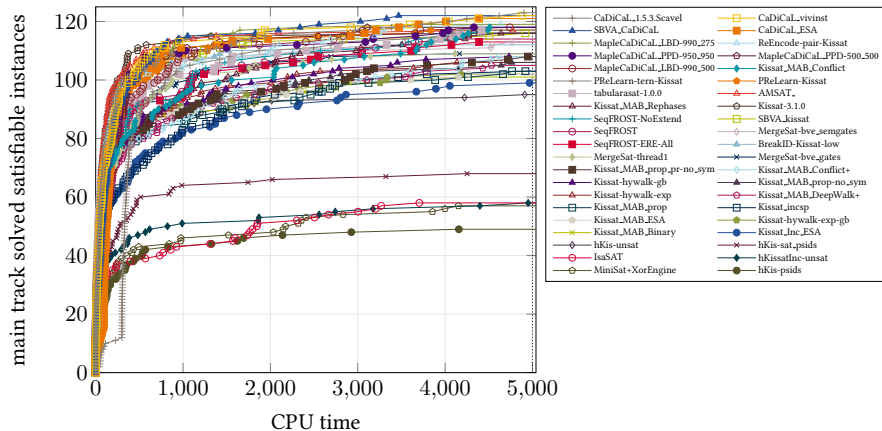 120
100
80
60
40
20
0
main track solved satisfiable instances
0
1,000
2,000
3,000
4,000
5,000
CPU time
CaDiCaL_1.5.3.Scavel
CaDiCaL_vivinst
SBVA_CaDiCaL
CaDiCaL_ESA
MapleCaDiCaL_LBD-990_275
ReEncode-pair-Kissat
MapleCaDiCaL_PPD-950_950
MapleCaDiCaL_PPD-500_500
MapleCaDiCaL_LBD-990_500
Kissat_MAB_Conflict
PReLearn-tern-Kissat
PReLearn-Kissat
tabularasat-1.0.0
AMSAT_
Kissat_MAB_Rephases
Kissat-3.1.0
SeqFROST-NoExtend
SBVA_kissat
SeqFROST
MergeSat-bve_semgates
SeqFROST-ERE-All
BreakID-Kissat-low
MergeSat-thread1
MergeSat-bve_gates
Kissat_MAB_prop_pr-no_sym
Kissat_MAB_Conflict+
Kissat-hywalk-gb
Kissat_MAB_prop-no_sym
Kissat-hywalk-exp
Kissat_MAB_DeepWalk+
Kissat_MAB_prop
Kissat_incsp
Kissat_MAB_ESA
Kissat-hywalk-exp-gb
Kissat_MAB_Binary
Kissat_Inc_ESA
hKis-unsat
hKis-sat_psids
IsaSAT
hKissatInc-unsat
MiniSat+XorEngine
hKis-psids